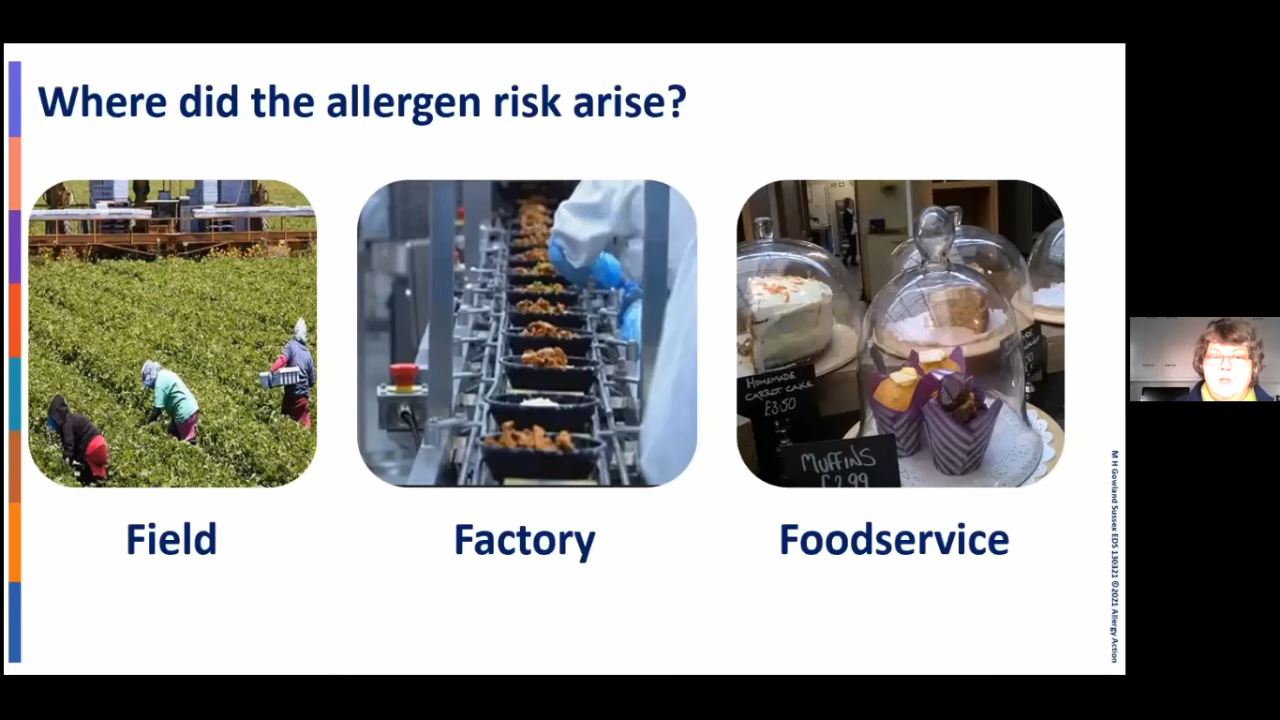 Where did the allergen risk arise?
HOMEMADE
CARROT CAKE
£3.50
MUFFINS
£2.99
Field
Factory
Foodservice
M H Gowland Sussex EDS 130321 ©2021 Allergy Action